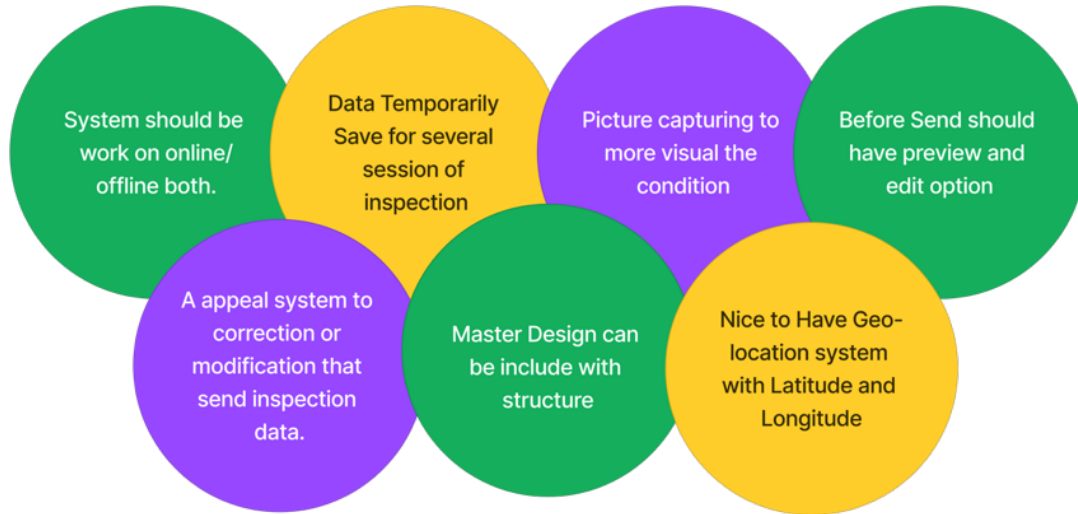 System should be
work on online/
offline both.
Data Temporarily
Save for several
session of
inspection
Picture capturing to
more visual the
condition
Before Send should
have preview and
edit option
A appeal system to
correction or
modification that
send inspection
data.
Master Design can
be include with
structure
Nice to Have Geo-
location system
with Latitude and
Longitude